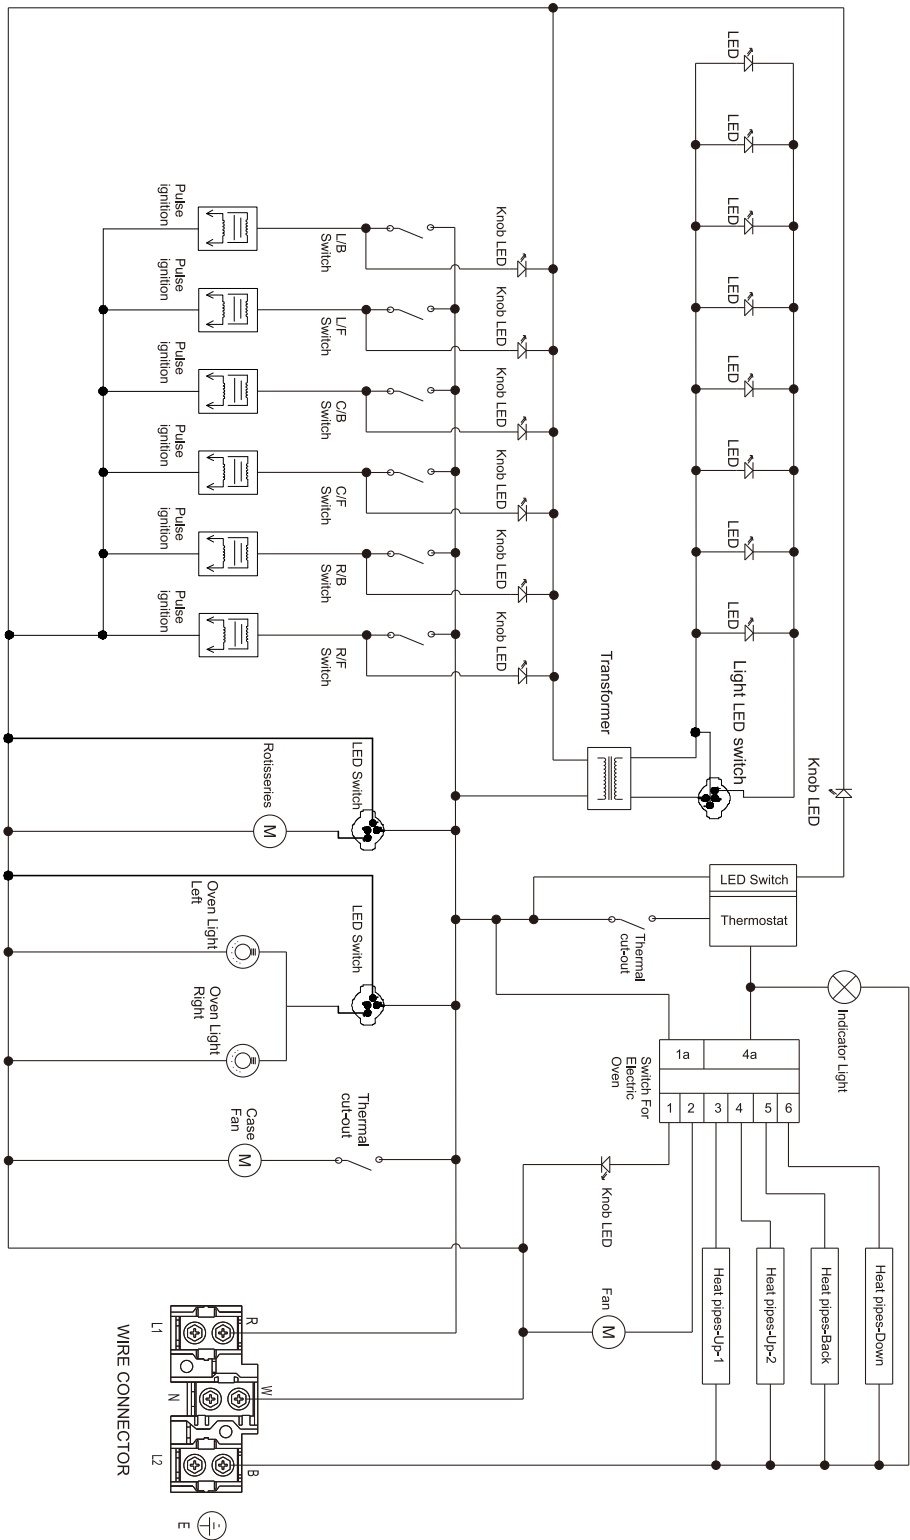 LED
LED
LED
LED
LED
LED
LED
LED
Knob LED
Knob LED
Knob LED
Knob LED
Knob LED
Knob LED
L/B
Switch
L/F
Switch
C/B
Switch
C/F
Switch
R/B
Switch
R/F
Switch
Pulse
ignition
Pulse
ignition
Pulse
ignition
Pulse
ignition
Pulse
ignition
Pulse
ignition
Transformer
Light LED switch
Knob LED
LED Switch
Rotisseries
M
LED Switch
Thermostat
Thermal
cut-out
LED Switch
Oven Light
Left
Oven Light
Right
Indicator Light
1a
4a
1
2
3
4
5
6
Switch For
Electric
Oven
Thermal
cut-out
Case
Fan
M
Knob LED
Fan
M
Heat pipes-Up-1
Heat pipes-Up-2
Heat pipes-Back
Heat pipes-Down
R
L1
W
N
B
L2
WIRE CONNECTOR
E